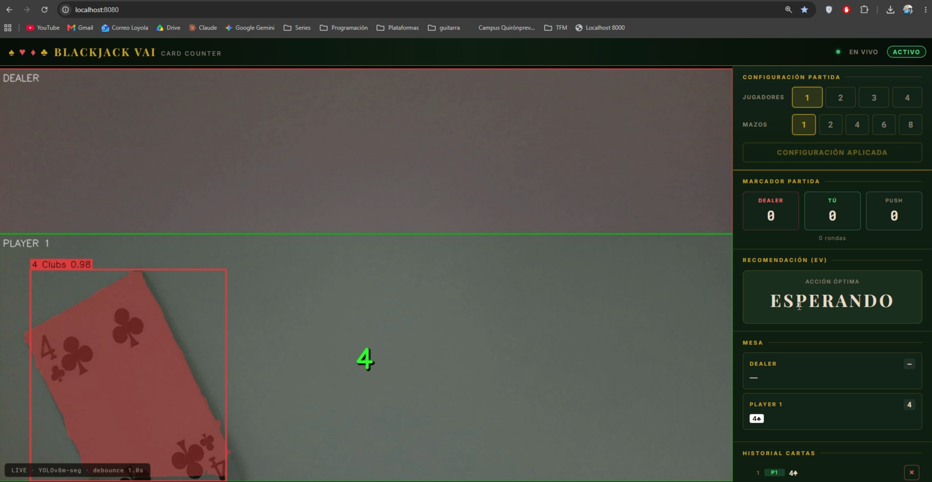 localhost:8080
YouTube Gmail Correo Loyola Drive Claude Google Gemini Series Programación Plataformas guitarra Campus Quirónprev... TFM Localhost 8000
♠ ♥ ♦ ♣ BLACKJACK VAI CARD COUNTER EN VIVO ACTIVO
DEALER
PLAYER 1
4 Clubs 0.98
4
4
4
LIVE · YOLOv8m-seg · debounce 1.0s
CONFIGURACIÓN PARTIDA
JUGADORES 1 2 3 4
MAZOS 1 2 4 6 8
CONFIGURACIÓN APLICADA
MARCADOR PARTIDA
DEALER TÚ PUSH
0 0 0
0 rondas
RECOMENDACIÓN (EV)
ACCIÓN ÓPTIMA
ESPERANDO
MESA
DEALER —
—
PLAYER 1 4
4♣
HISTORIAL CARTAS
1 P1 4♣ ×